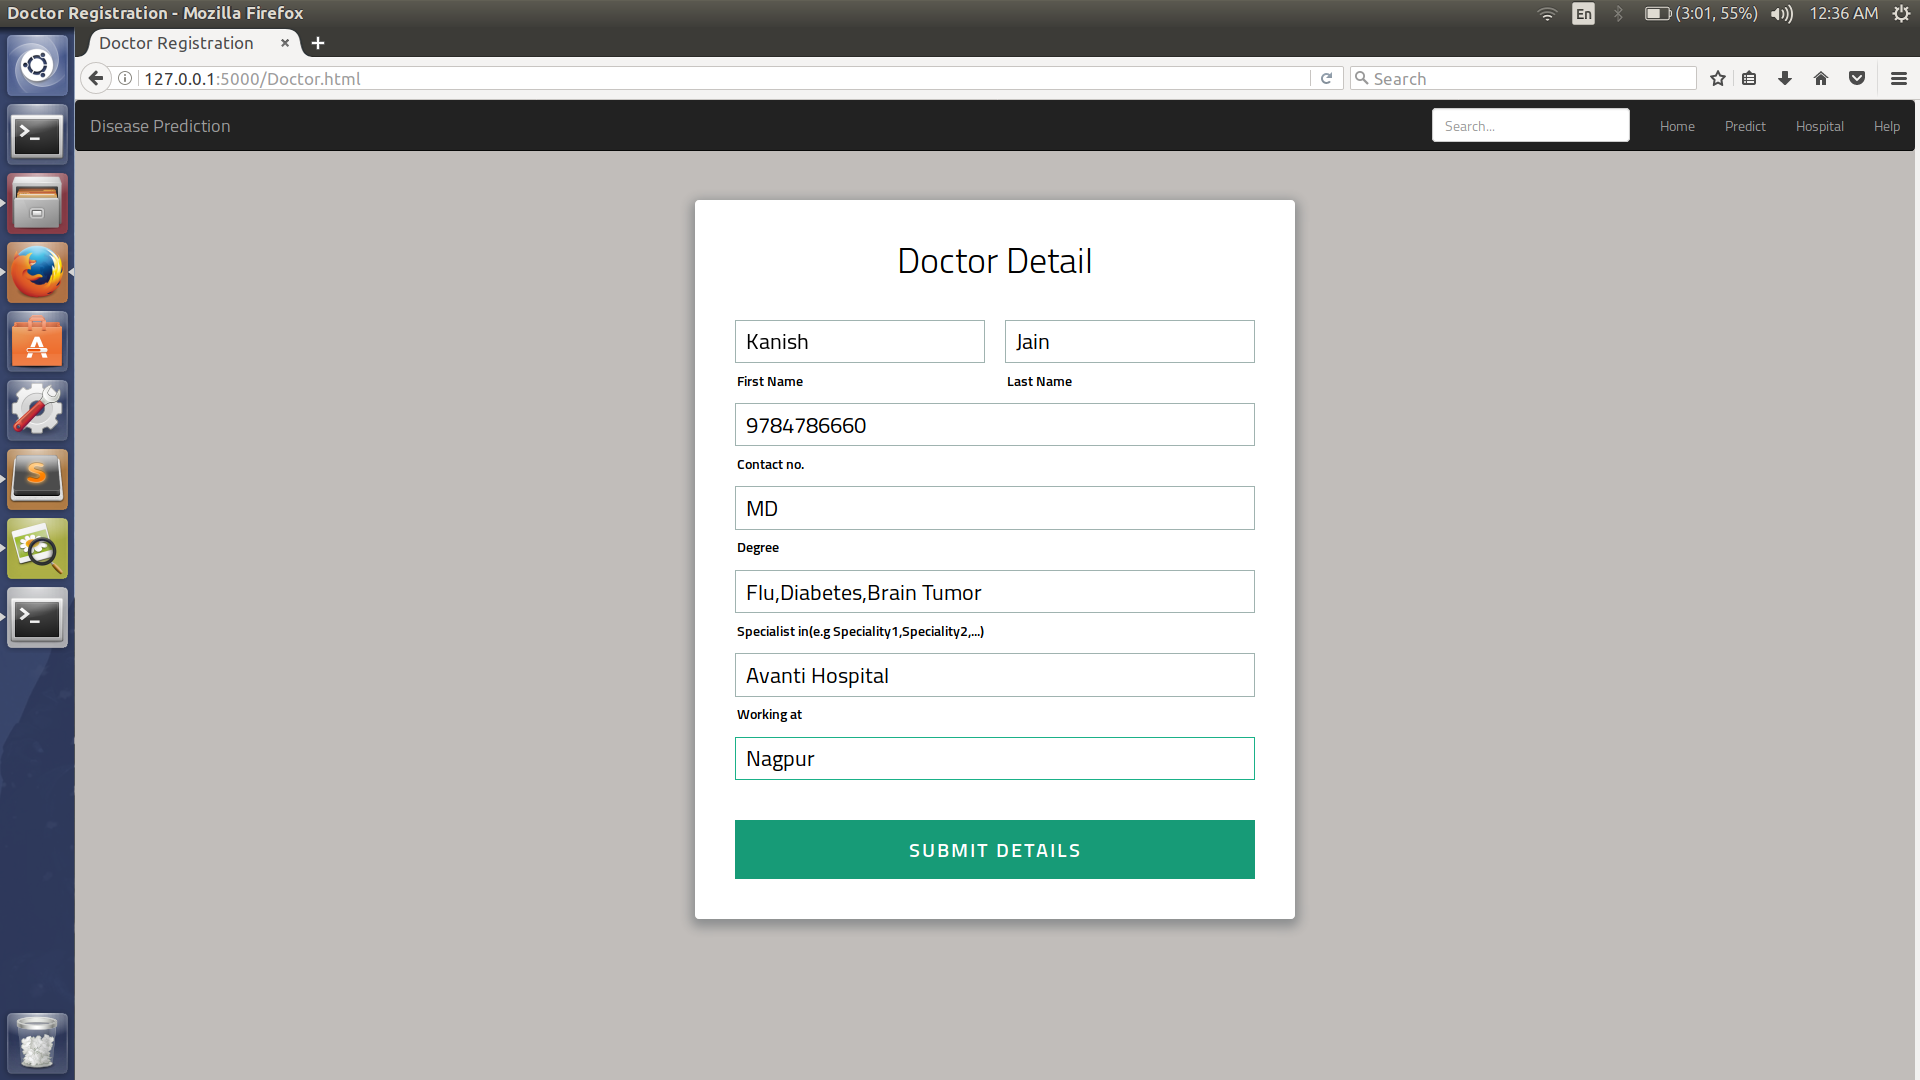 Doctor Registration - Mozilla Firefox
En
(3:01, 55%)
12:36 AM
Doctor Registration × +
127.0.0.1:5000/Doctor.html
Search
Disease Prediction
Search...
Home
Predict
Hospital
Help
Doctor Detail
Kanish
Jain
First Name
Last Name
9784786660
Contact no.
MD
Degree
Flu,Diabetes,Brain Tumor
Specialist in(e.g Speciality1,Speciality2,...)
Avanti Hospital
Working at
Nagpur
SUBMIT DETAILS